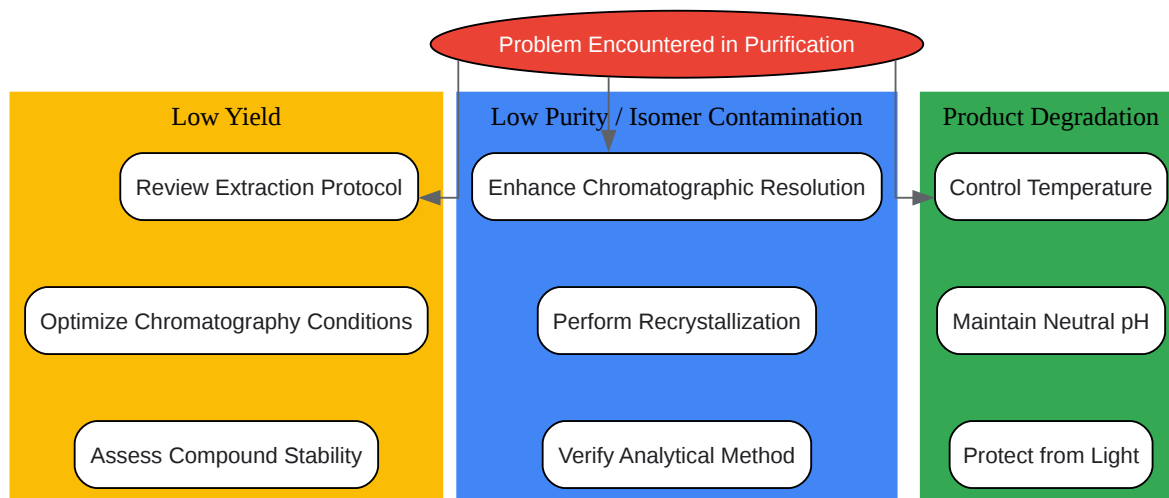 Problem Encountered in Purification
Low Yield
Review Extraction Protocol
Optimize Chromatography Conditions
Assess Compound Stability
Low Purity / Isomer Contamination
Enhance Chromatographic Resolution
Perform Recrystallization
Verify Analytical Method
Product Degradation
Control Temperature
Maintain Neutral pH
Protect from Light